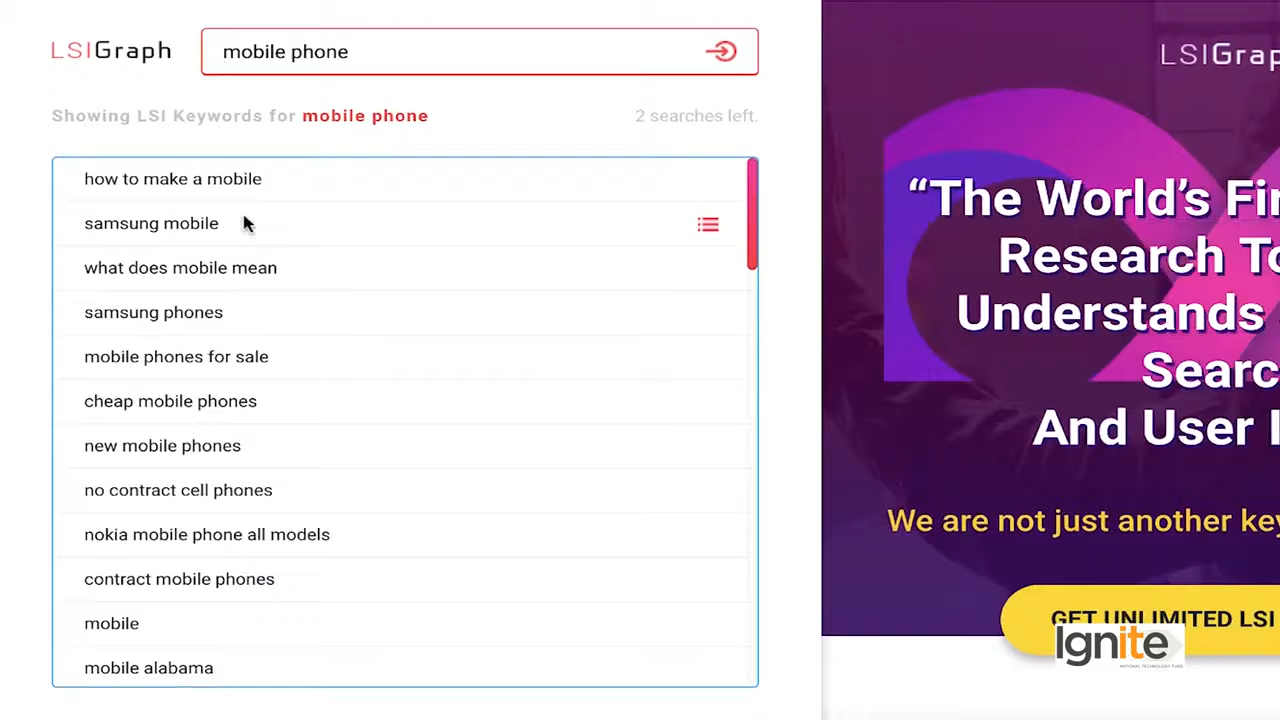 LSIGraph
mobile phone
Showing LSI Keywords for mobile phone
2 searches left.
how to make a mobile
samsung mobile
what does mobile mean
samsung phones
mobile phones for sale
cheap mobile phones
new mobile phones
no contract cell phones
nokia mobile phone all models
contract mobile phones
mobile
mobile alabama
LSIGrap
“The World’s Fir
Research To
Understands
Searc
And User I
We are not just another key
GET UNLIMITED LSI
Ignite
NATIONAL TECHNOLOGY FUND